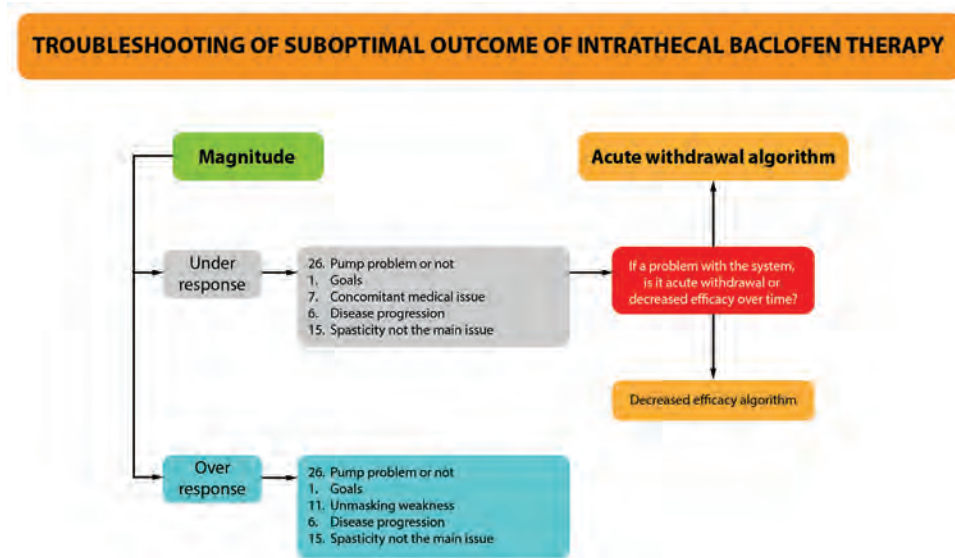 TROUBLESHOOTING OF SUBOPTIMAL OUTCOME OF INTRATHECAL BACLOFEN THERAPY
Magnitude
Acute withdrawal algorithm
Under
response
26. Pump problem or not
1. Goals
7. Concomitant medical issue
6. Disease progression
15. Spasticity not the main issue
If a problem with the system,
is it acute withdrawal or
decreased efficacy over time?
Decreased efficacy algorithm
Over
response
26. Pump problem or not
1. Goals
11. Unmasking weakness
6. Disease progression
15. Spasticity not the main issue